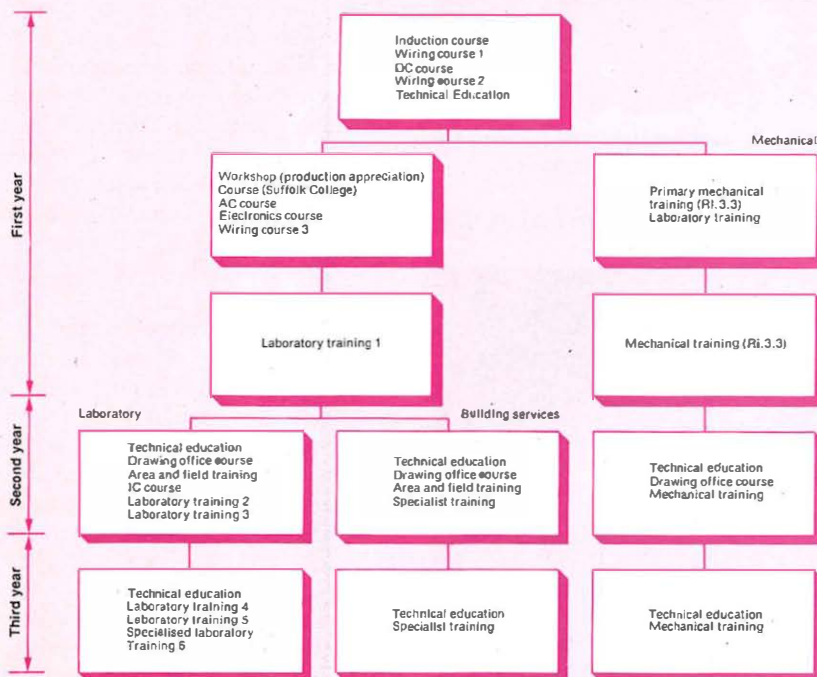 Induction course
Wiring course 1
DC course
Wiring course 2
Technical Education
Mechanical
First year
Workshop (production appreciation)
Course (Suffolk College)
AC course
Electronics course
Wiring course 3
Primary mechanical
training (RI.3.3)
Laboratory training
Laboratory training 1
Mechanical training (RI.3.3)
Second year
Laboratory
Building services
Technical education
Drawing office course
Area and field training
IC course
Laboratory training 2
Laboratory training 3
Technical education
Drawing office course
Area and field training
Specialist training
Technical education
Drawing office course
Mechanical training
Third year
Technical education
Laboratory training 4
Laboratory training 5
Specialised laboratory
Training 6
Technical education
Specialist training
Technical education
Mechanical training